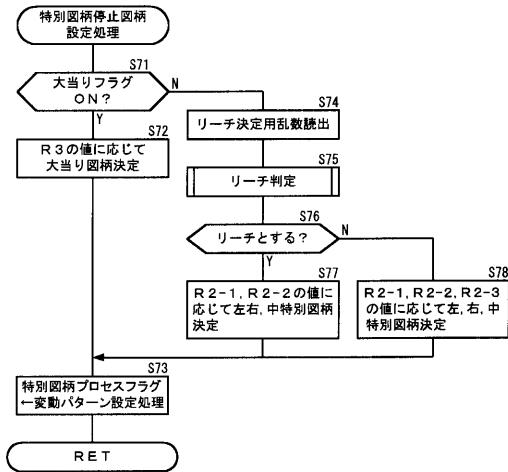 特別図柄停止図柄
設定処理
S71
大当りフラグ
ON?
N
Y
S72
R3の値に応じて
大当り図柄決定
S74
リーチ決定用乱数読出
S75
リーチ判定
S76
リーチとする?
N
Y
S77
R2-1,R2-2の値に
応じて左右,中特別図柄
決定
S78
R2-1,R2-2,R2-3
の値に応じて左,右,中
特別図柄決定
S73
特別図柄プロセスフラグ
←変動パターン設定処理
RET